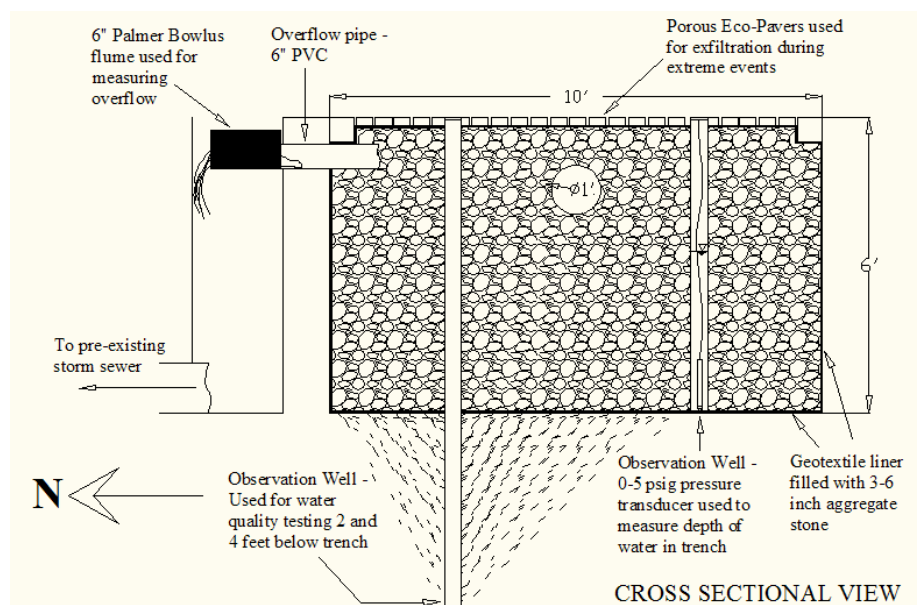 6" Palmer Bowlus
flume used for
measuring
overflow
Overflow pipe -
6" PVC
Porous Eco-Pavers used
for exfiltration during
extreme events
10'
ø1'
6'
To pre-existing
storm sewer
N
Observation Well -
Used for water
quality testing 2 and
4 feet below trench
Observation Well -
0-5 psig pressure
transducer used to
measure depth of
water in trench
Geotextile liner
filled with 3-6
inch aggregate
stone
CROSS SECTIONAL VIEW